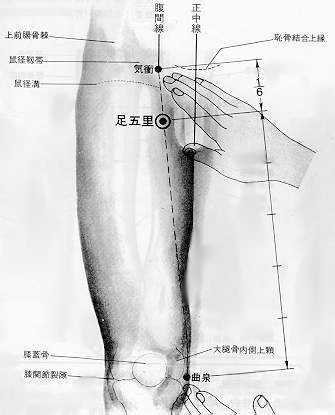 腹間線
正中線
上前腸骨棘
恥骨結合上縁
鼠径靱帯
気衝
鼠径溝
1
6
足五里
膝蓋骨
大腿骨内側上顆
膝関節裂隙
曲泉